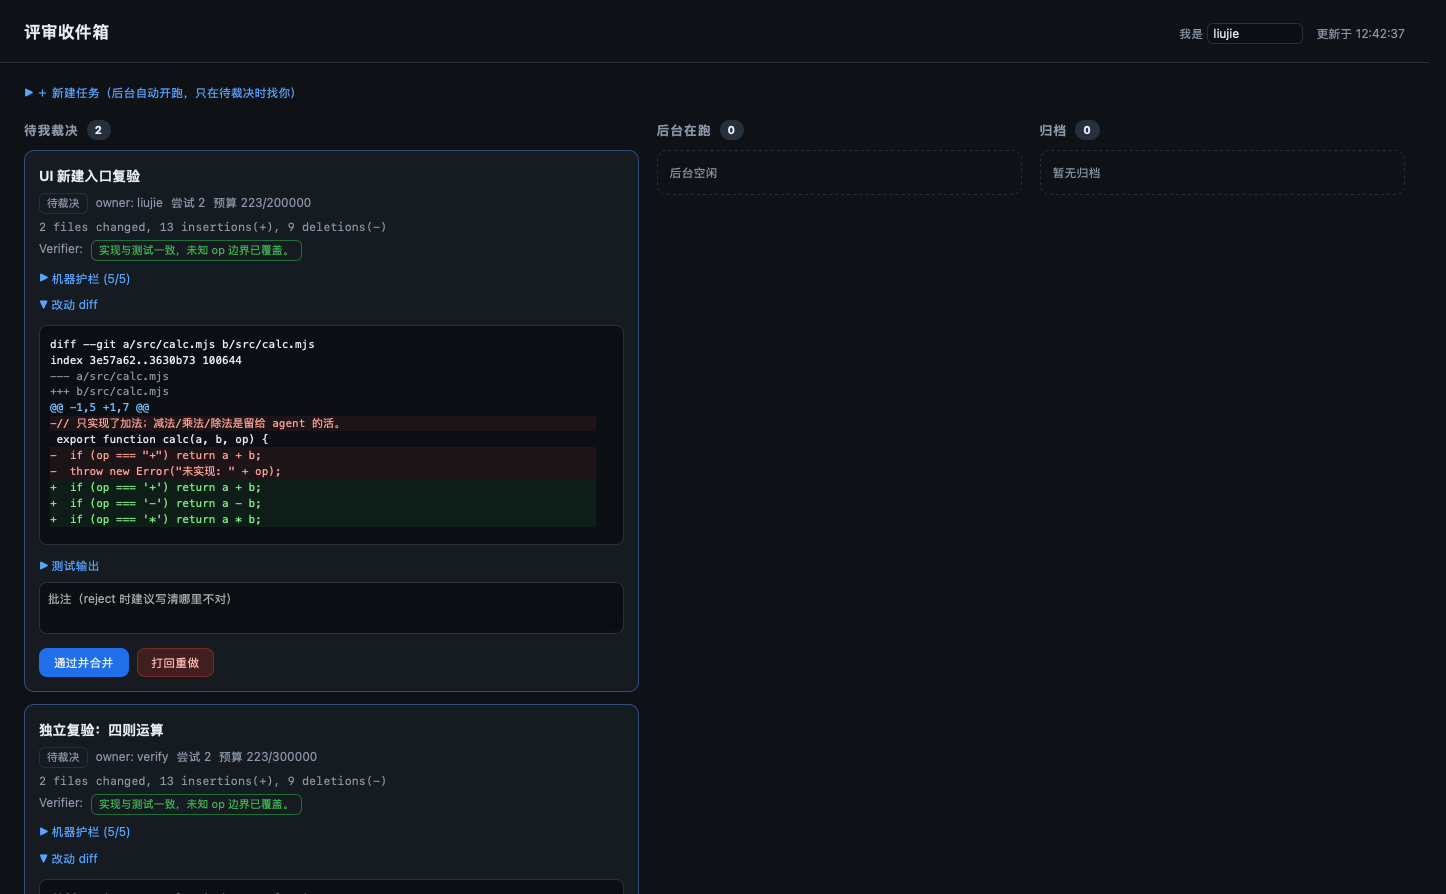 评审收件箱
我是 liujie 更新于 12:42:37
▶ + 新建任务（后台自动开跑，只在待裁决时找你）
待我裁决 2
UI 新建入口复验
待裁决 owner: liujie 尝试 2 预算 223/200000
2 files changed, 13 insertions(+), 9 deletions(-)
Verifier: 实现与测试一致，未知 op 边界已覆盖。
▶ 机器护栏 (5/5)
▼ 改动 diff
diff --git a/src/calc.mjs b/src/calc.mjs
index 3e57a62..3630b73 100644
--- a/src/calc.mjs
+++ b/src/calc.mjs
@@ -1,5 +1,7 @@
-// 只实现了加法；减法/乘法/除法是留给 agent 的活。
 export function calc(a, b, op) {
-  if (op === "+") return a + b;
-  throw new Error("未实现: " + op);
+  if (op === '+') return a + b;
+  if (op === '-') return a - b;
+  if (op === '*') return a * b;
▶ 测试输出
批注（reject 时建议写清哪里不对）
通过并合并 打回重做
独立复验：四则运算
待裁决 owner: verify 尝试 2 预算 223/300000
2 files changed, 13 insertions(+), 9 deletions(-)
Verifier: 实现与测试一致，未知 op 边界已覆盖。
▶ 机器护栏 (5/5)
▼ 改动 diff
后台在跑 0
后台空闲
归档 0
暂无归档